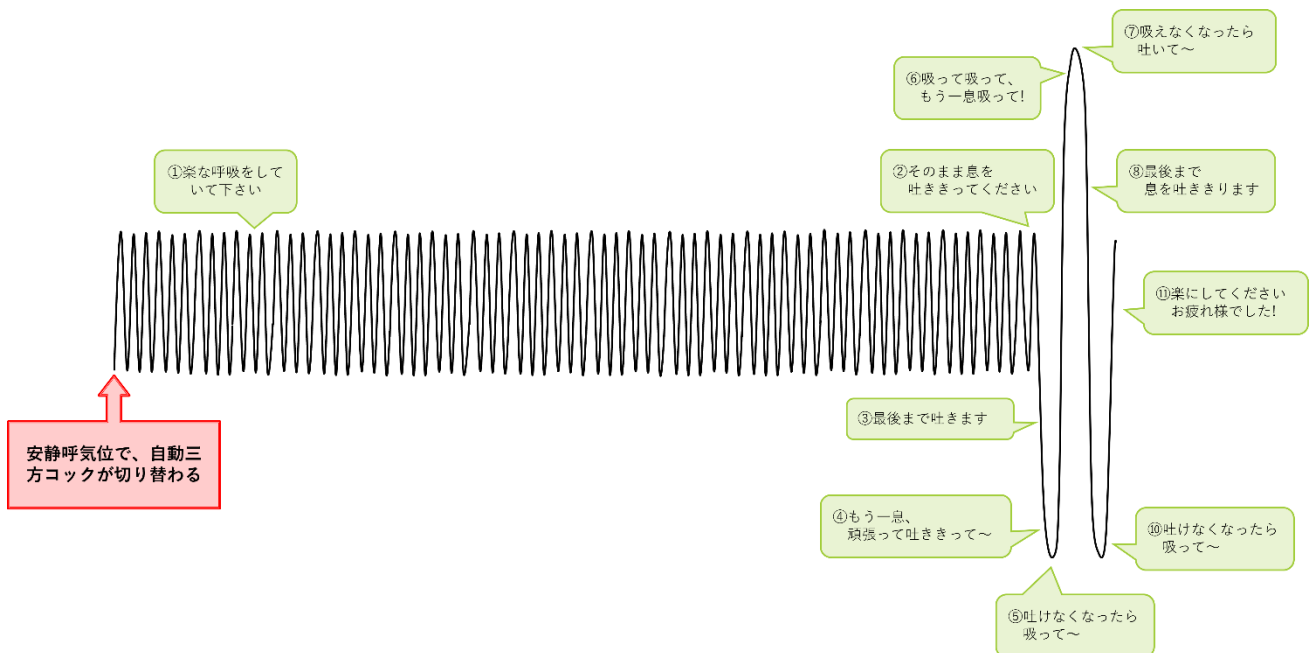 ①楽な呼吸をして
いて下さい
②そのまま息を
吐ききってください
③最後まで吐きます
④もう一息、
頑張って吐ききって～
⑤吐けなくなったら
吸って～
⑥吸って吸って、
もう一息吸って!
⑦吸えなくなったら
吐いて～
⑧最後まで
息を吐ききります
⑩吐けなくなったら
吸って～
⑪楽にしてください
お疲れ様でした!
安静呼気位で、自動三
方コックが切り替わる